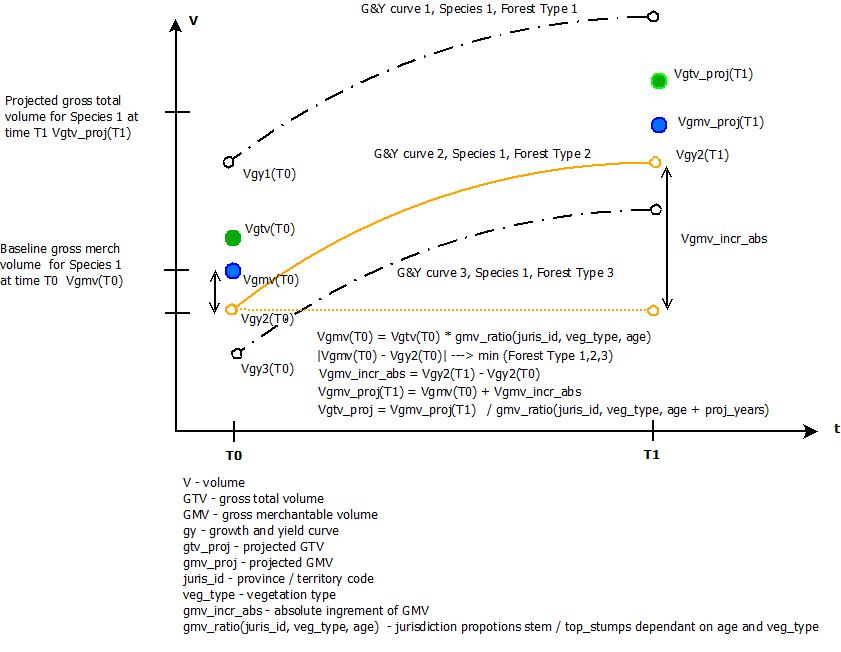 G&Y curve 1, Species 1, Forest Type 1
V
Vgtv_proj(T1)
Projected gross total
volume for Species 1 at
time T1 Vgtv_proj(T1)
Vgmv_proj(T1)
G&Y curve 2, Species 1, Forest Type 2
Vgy2(T1)
Vgy1(T0)
Vgtv(T0)
Vgmv_incr_abs
Baseline gross merch
volume for Species 1
at time T0 Vgmv(T0)
G&Y curve 3, Species 1, Forest Type 3
Vgmv(T0)
Vgy2(T0)
Vgmv(T0) = Vgtv(T0) * gmv_ratio(juris_id, veg_type, age)
|Vgmv(T0) - Vgy2(T0)| ---> min (Forest Type 1,2,3)
Vgy3(T0)
Vgmv_incr_abs = Vgy2(T1) - Vgy2(T0)
Vgmv_proj(T1) = Vgmv(T0) + Vgmv_incr_abs
Vgtv_proj = Vgmv_proj(T1) / gmv_ratio(juris_id, veg_type, age + proj_years)
t
T0
T1
V - volume
GTV - gross total volume
GMV - gross merchantable volume
gy - growth and yield curve
gtv_proj - projected GTV
gmv_proj - projected GMV
juris_id - province / territory code
veg_type - vegetation type
gmv_incr_abs - absolute ingrement of GMV
gmv_ratio(juris_id, veg_type, age) - jurisdiction propotions stem / top_stumps dependant on age and veg_type